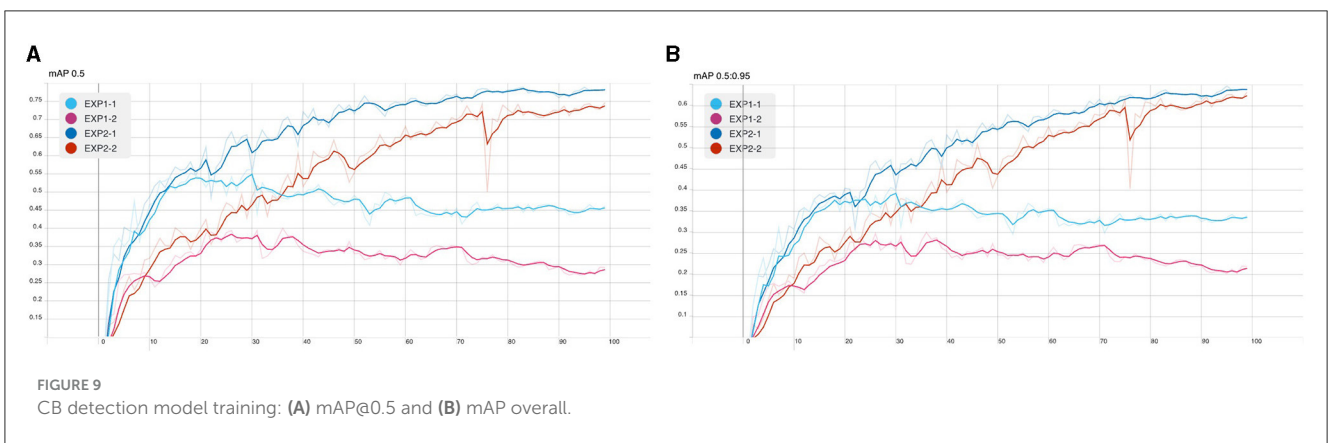 A
mAP 0.5
EXP1-1
EXP1-2
EXP2-1
EXP2-2
0.75
0.7
0.65
0.6
0.55
0.5
0.45
0.4
0.35
0.3
0.25
0.2
0.15
0 10 20 30 40 50 60 70 80 90 100
B
mAP 0.5:0.95
EXP1-1
EXP1-2
EXP2-1
EXP2-2
0.6
0.55
0.5
0.45
0.4
0.35
0.3
0.25
0.2
0.15
0.1
0 10 20 30 40 50 60 70 80 90 100
FIGURE 9
CB detection model training: (A) mAP@0.5 and (B) mAP overall.